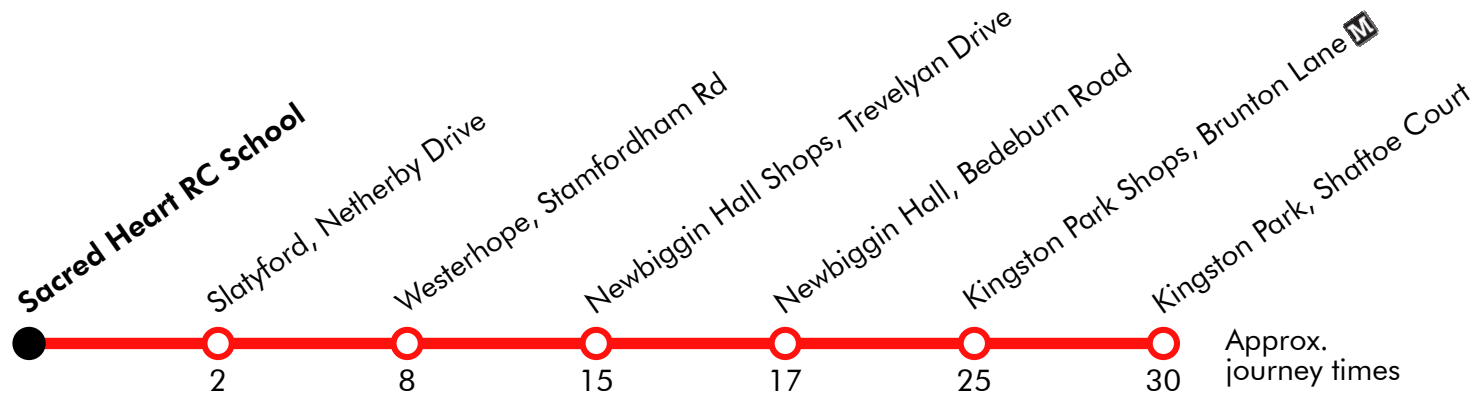 Sacred Heart RC School
Slatyford, Netherby Drive
Westerhope, Stamfordham Rd
Newbiggin Hall Shops, Trevelyan Drive
Newbiggin Hall, Bedeburn Road
Kingston Park Shops, Brunton Lane M
Kingston Park, Shaftoe Court
2
8
15
17
25
30
Approx.
journey times